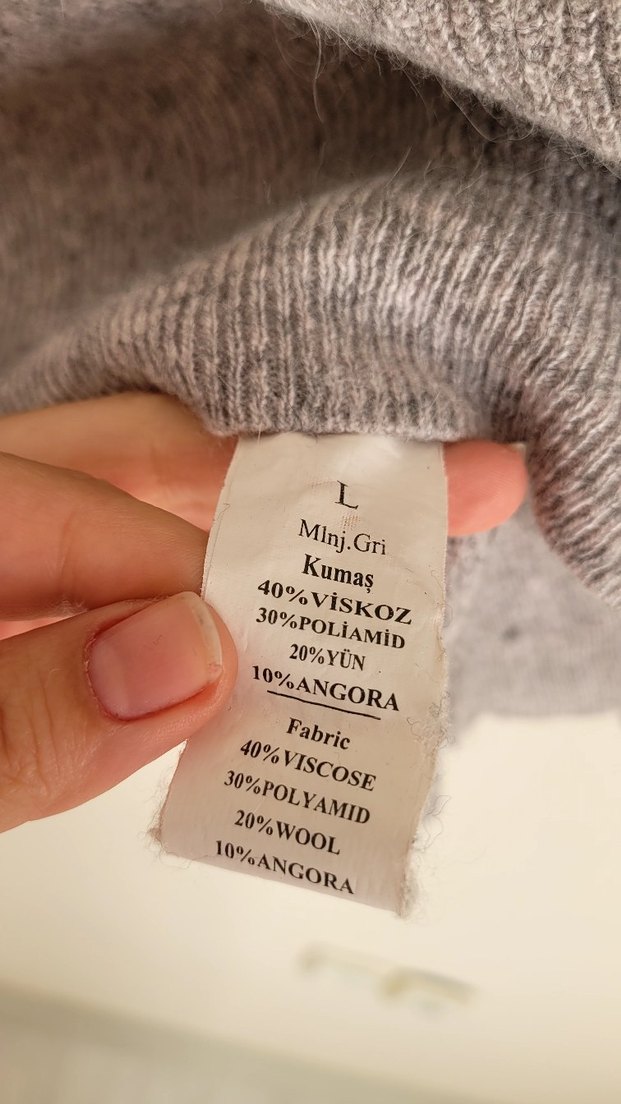 L
Mlnj.Gri
Kumaş
40%VİSKOZ
30%POLİAMİD
20%YÜN
10%ANGORA
Fabric
40%VISCOSE
30%POLYAMID
20%WOOL
10%ANGORA